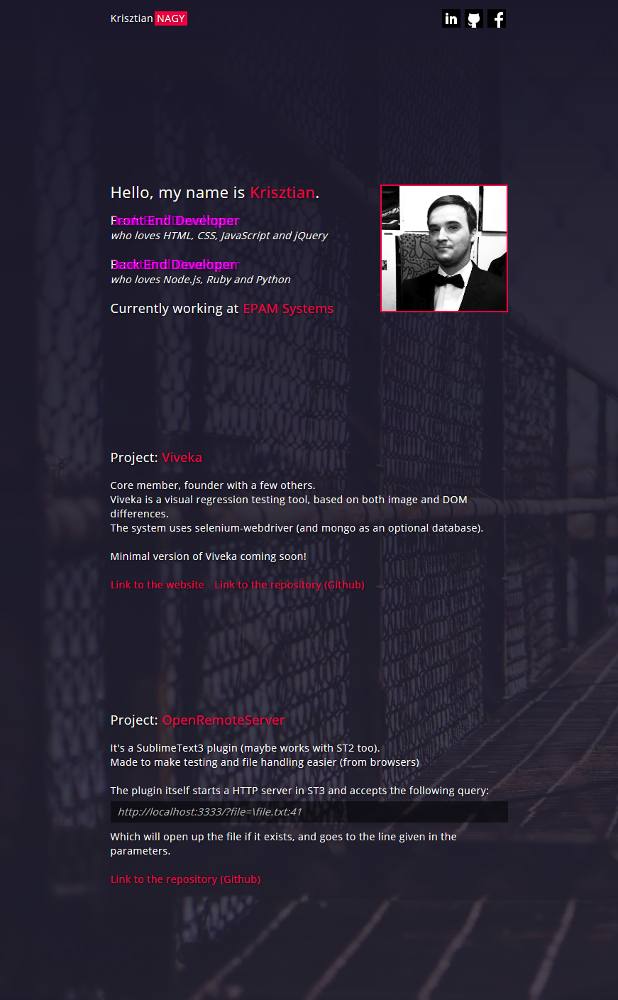 Krisztian NAGY
in
f
Hello, my name is Krisztian.
Front End Developer
who loves HTML, CSS, JavaScript and jQuery
Back End Developer
who loves Node.js, Ruby and Python
Currently working at EPAM Systems
Project: Viveka
Core member, founder with a few others.
Viveka is a visual regression testing tool, based on both image and DOM
differences.
The system uses selenium-webdriver (and mongo as an optional database).
Minimal version of Viveka coming soon!
Link to the website Link to the repository (Github)
Project: OpenRemoteServer
It's a SublimeText3 plugin (maybe works with ST2 too).
Made to make testing and file handling easier (from browsers)
The plugin itself starts a HTTP server in ST3 and accepts the following query:
http://localhost:3333/?file=\file.txt:41
Which will open up the file if it exists, and goes to the line given in the
parameters.
Link to the repository (Github)